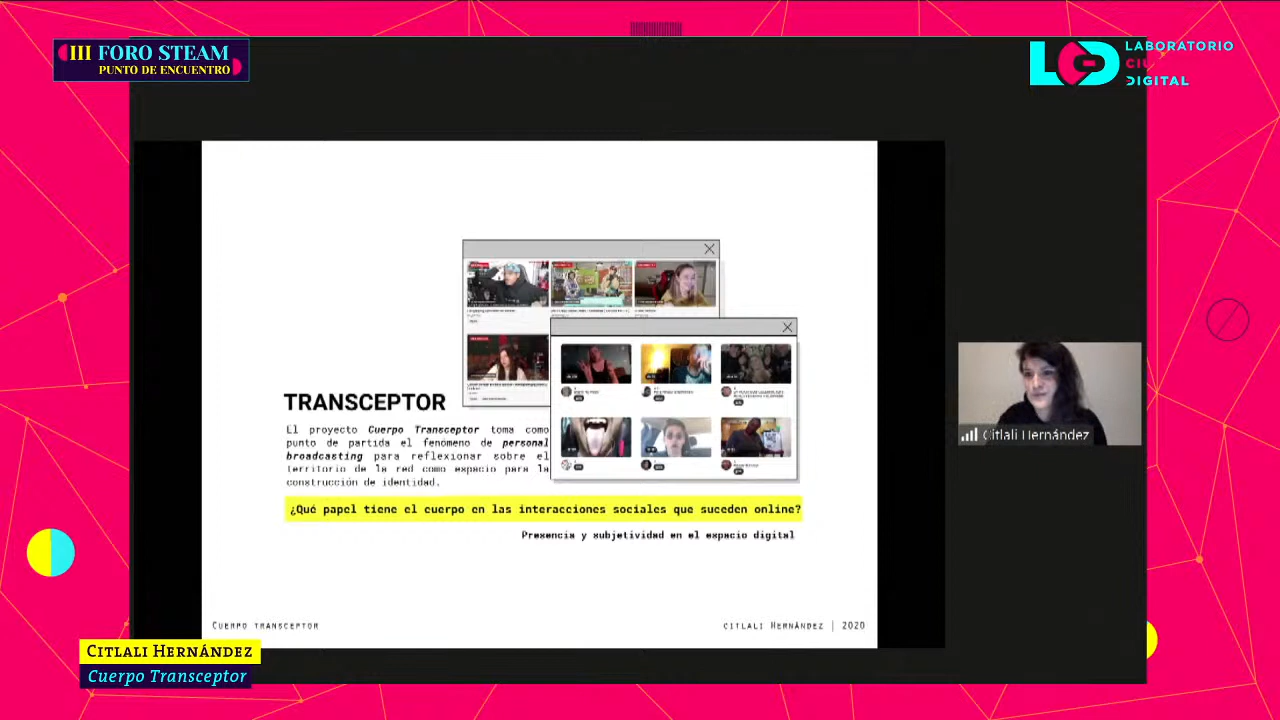 III FORO STEAM
PUNTO DE ENCUENTRO
LABORATORIO
CIU
DIGITAL
TRANSCEPTOR
El proyecto Cuerpo Transceptor toma como
punto de partida el fenómeno de personal
broadcasting para reflexionar sobre el
territorio de la red como espacio para la
construcción de identidad.
¿Qué papel tiene el cuerpo en las interacciones sociales que suceden online?
Presencia y subjetividad en el espacio digital
Cuerpo transceptor
citlali Hernández | 2020
Citlali Hernández
Citlali Hernández
Cuerpo Transceptor